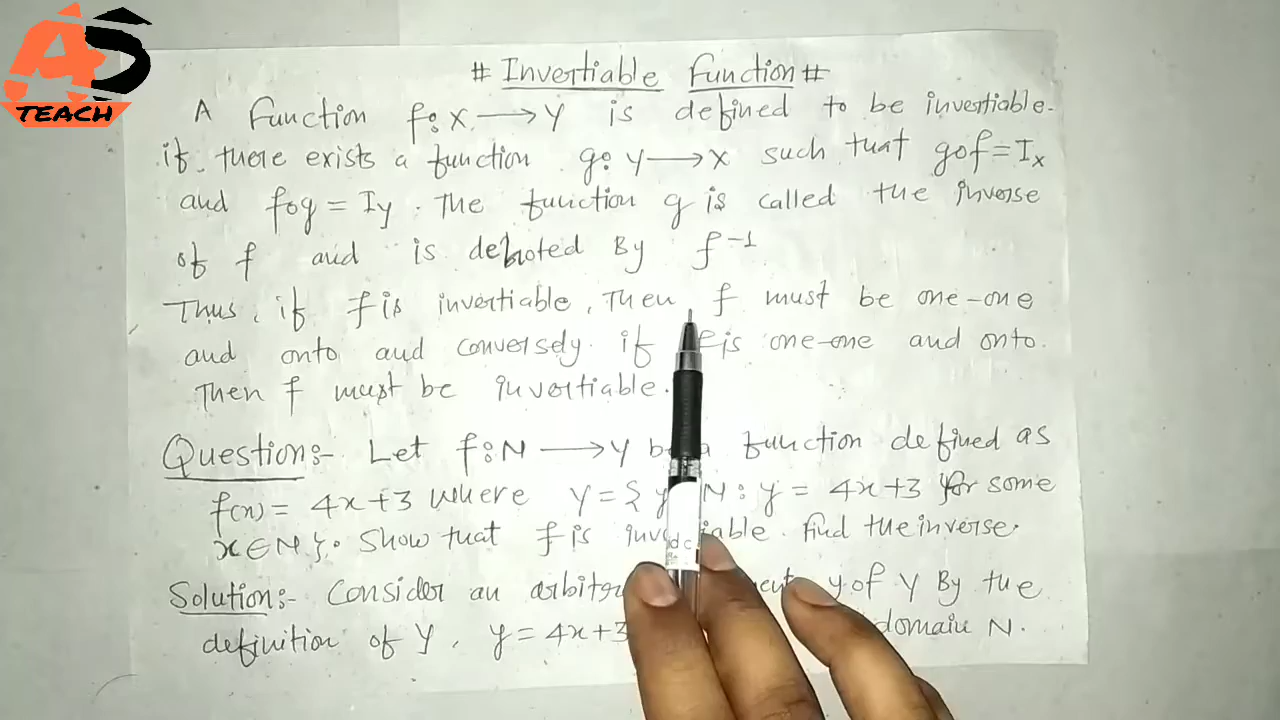 AS
TEACH
# Invertiable Function #
A Function f: X → Y is defined to be invertiable.
if, there exists a function g: Y → X such that gof = Ix
and fog = Iy. The function g is called the inverse
of f and is denoted By f⁻¹
Thus, if f is invertiable, Then f must be one-one
and onto and conversely. if f is one-one and onto.
Then f must be invertiable.
Question:- Let f: N → Y be a function defined as
f(x) = 4x+3 where Y = { y N : y = 4x+3 for some
x ∈ N }. Show that f is find the inverse.
Solution:- Consider an y of Y By the
definition of Y, y = 4x+3 domain N.